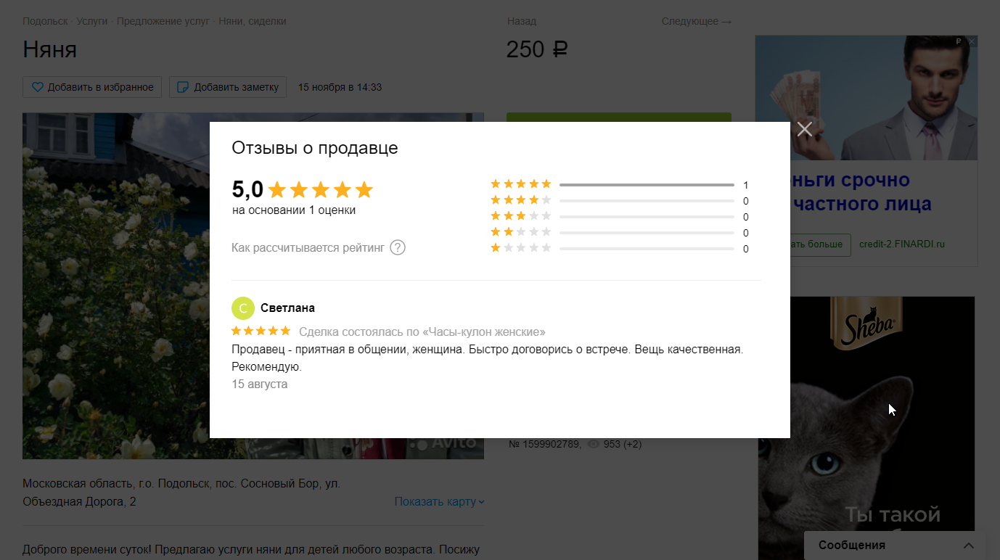 Подольск · Услуги · Предложение услуг · Няни, сиделки
Назад
Следующее →
Няня
250 ₽
Добавить в избранное
Добавить заметку
15 ноября в 14:33
Отзывы о продавце
5,0
на основании 1 оценки
Как рассчитывается рейтинг ?
1
0
0
0
0
С Светлана
Сделка состоялась по «Часы-кулон женские»
Продавец - приятная в общении, женщина. Быстро договорись о встрече. Вещь качественная.
Рекомендую.
15 августа
срочно
частного лица
больше
credit-2.FINARDI.ru
Sheba
Avito
№ 1599902789, 953 (+2)
Московская область, г.о. Подольск, пос. Сосновый Бор, ул.
Объездная Дорога, 2
Показать карту
Ты такой
Сообщения
Доброго времени суток! Предлагаю услуги няни для детей любого возраста. Посижу